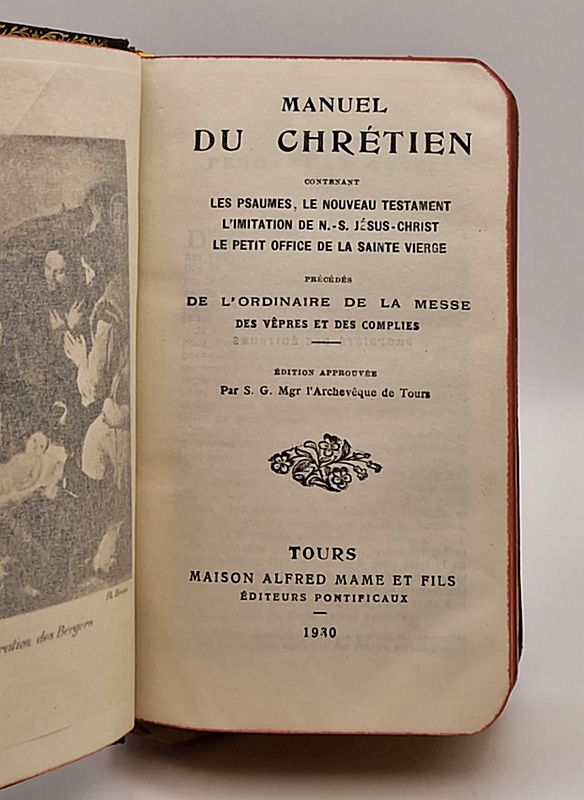 MANUEL
DU CHRÉTIEN
CONTENANT
LES PSAUMES, LE NOUVEAU TESTAMENT
L'IMITATION DE N.-S. JÉSUS-CHRIST
LE PETIT OFFICE DE LA SAINTE VIERGE
PRÉCÉDÉS
DE L'ORDINAIRE DE LA MESSE
DES VÊPRES ET DES COMPLIES
ÉDITION APPROUVÉE
Par S. G. Mgr l'Archevêque de Tours
TOURS
MAISON ALFRED MAME ET FILS
ÉDITEURS PONTIFICAUX
1930
des Bergers